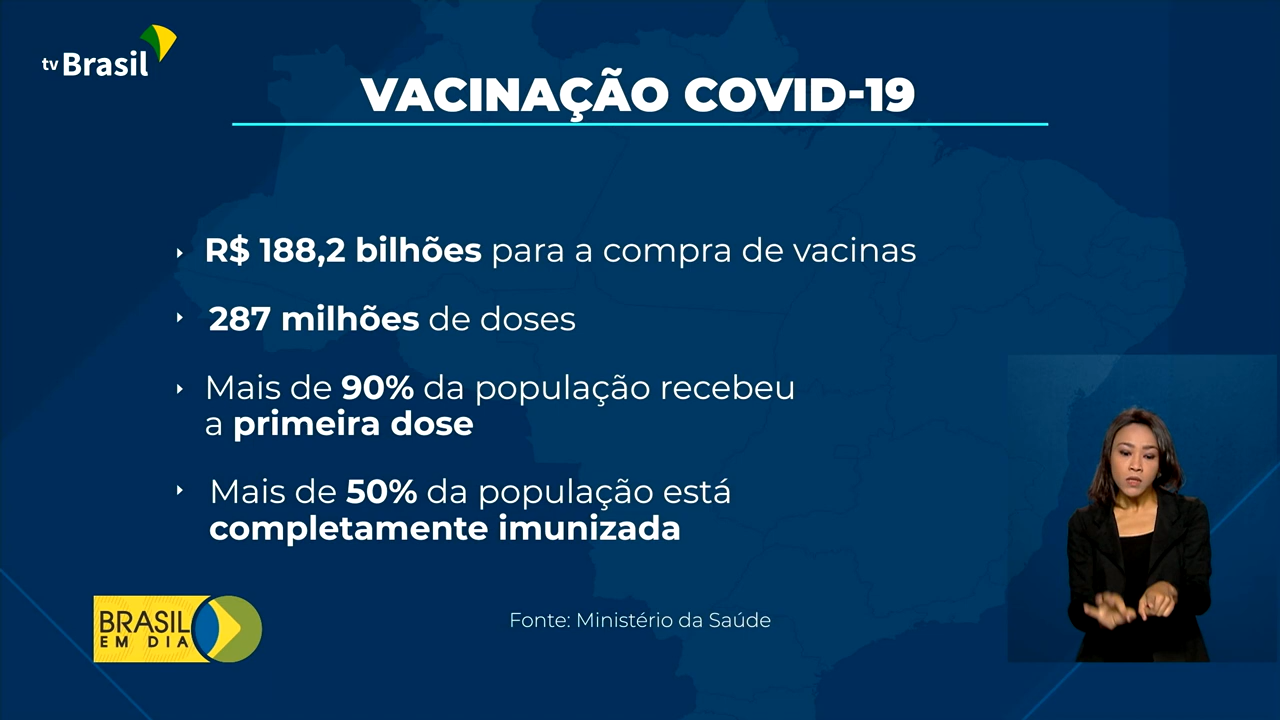 tv Brasil
VACINAÇÃO COVID-19
R$ 188,2 bilhões para a compra de vacinas
287 milhões de doses
Mais de 90% da população recebeu
a primeira dose
Mais de 50% da população está
completamente imunizada
BRASIL
EM DIA
Fonte: Ministério da Saúde